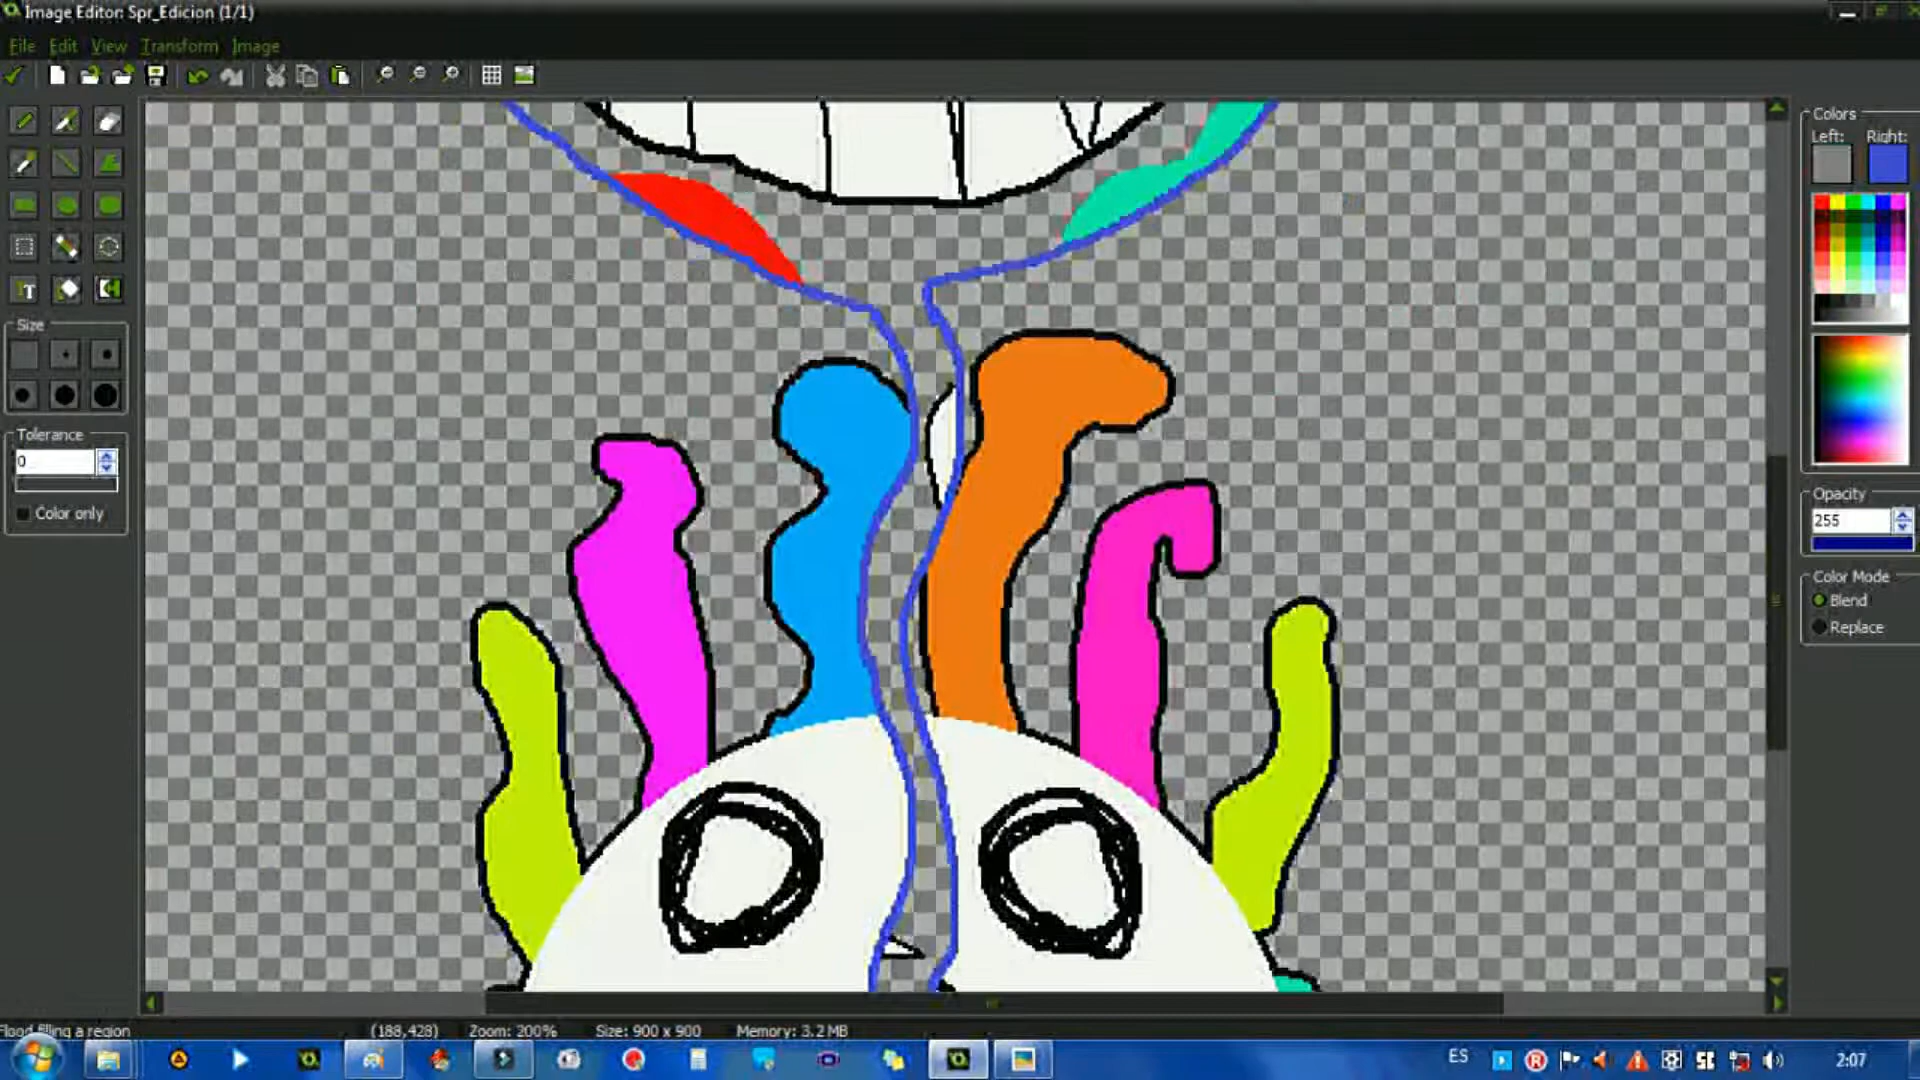 Image Editor: Spr_Edicion (1/1)
File Edit View Transform Image
Colors
Left: Right:
T
Size
Tolerance
0
Color only
Opacity
255
Color Mode
Blend
Replace
Flood filling a region (188,428) Zoom: 200% Size: 900 x 900 Memory: 3.2 MB
ES 2:07